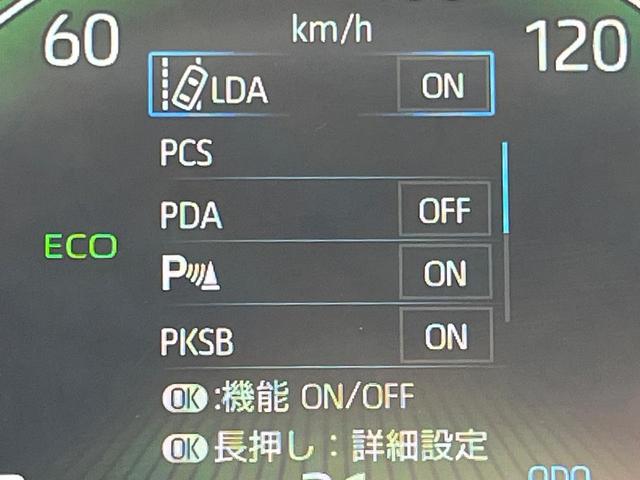 60 km/h 120
LDA ON
PCS
PDA OFF
ECO
P ON
PKSB ON
OK :機能 ON/OFF
OK 長押し：詳細設定
ODO